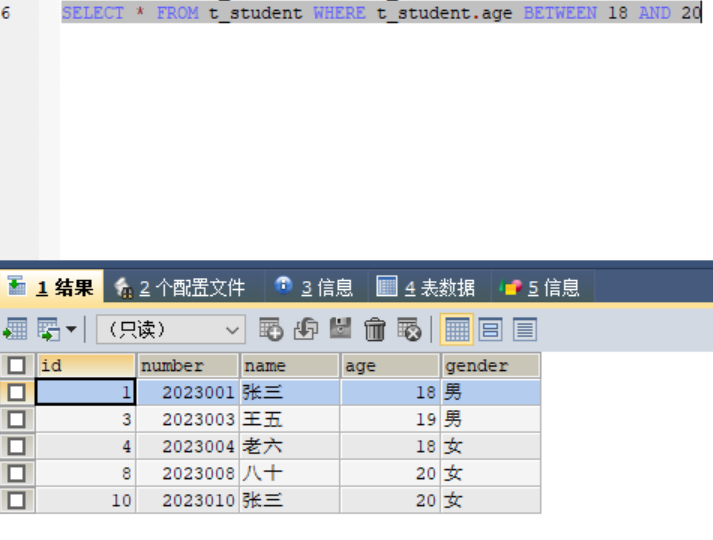 6 SELECT * FROM t_student WHERE t_student.age BETWEEN 18 AND 20
1 结果 2 个配置文件 3 信息 4 表数据 5 信息
（只读）
id number name age gender
1 2023001 张三 18 男
3 2023003 王五 19 男
4 2023004 老六 18 女
8 2023008 八十 20 女
10 2023010 张三 20 女